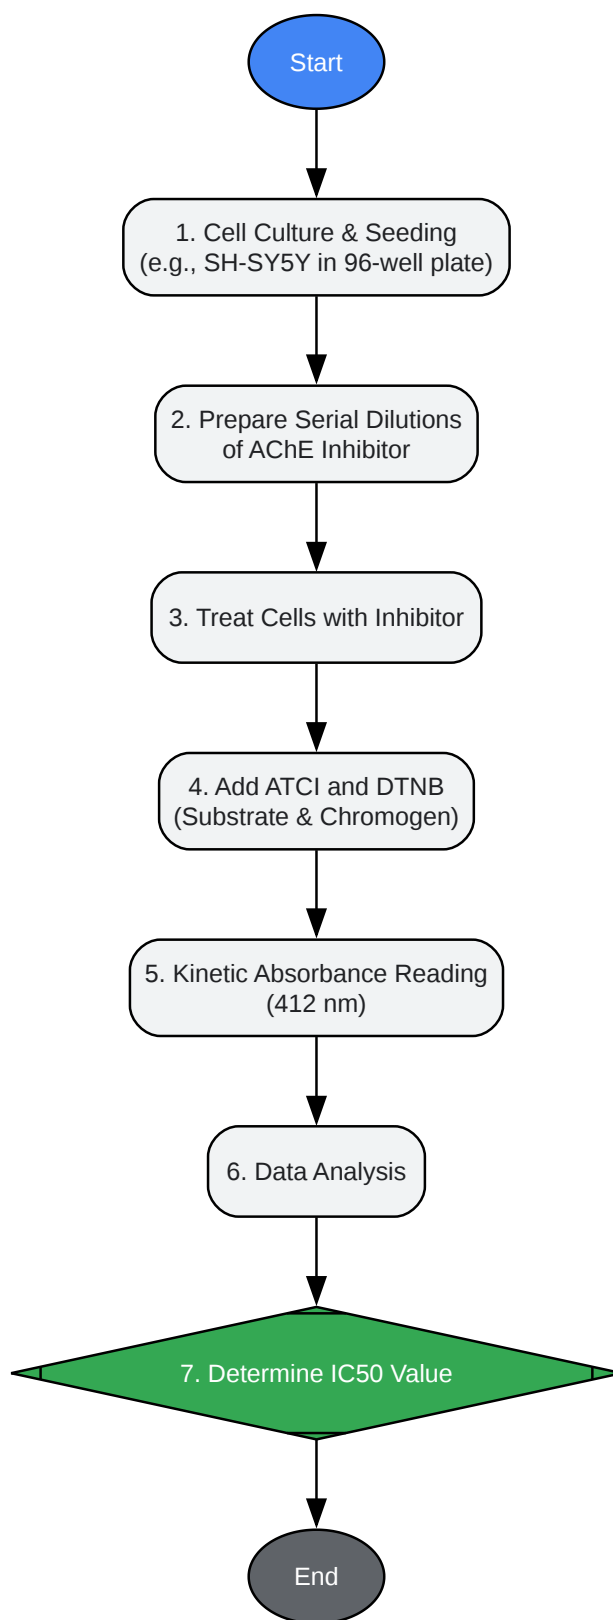 Start
1. Cell Culture & Seeding
(e.g., SH-SY5Y in 96-well plate)
2. Prepare Serial Dilutions
of AChE Inhibitor
3. Treat Cells with Inhibitor
4. Add ATCI and DTNB
(Substrate & Chromogen)
5. Kinetic Absorbance Reading
(412 nm)
6. Data Analysis
7. Determine IC50 Value
End